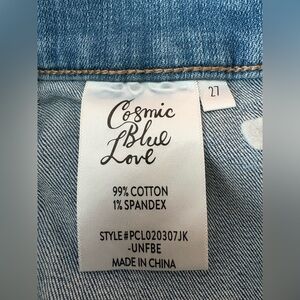 27
Cosmic
Blue
Love
99% COTTON
1% SPANDEX
STYLE#PCL020307JK
-UNFBE
MADE IN CHINA